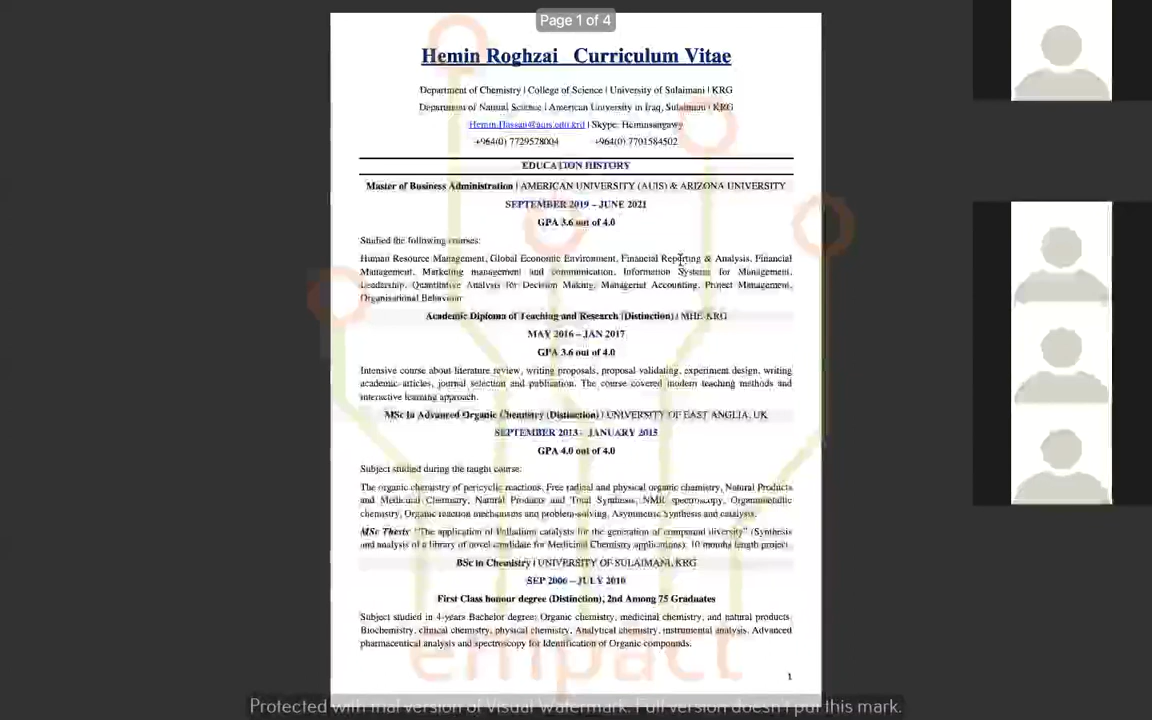 Page 1 of 4
Hemin Roghzai   Curriculum Vitae
Department of Chemistry | College of Science | University of Sulaimani | KRG
Department of Natural Science | American University in Iraq, Sulaimani | KRG
| Skype:
+964(0) 7729578004   +964(0) 7701584502
EDUCATION HISTORY
Master of Business Administration | AMERICAN UNIVERSITY (AUIS) & ARIZONA UNIVERSITY
SEPTEMBER 2019 – JUNE 2021
GPA 3.6 out of 4.0
Studied the following courses:
Human Resource Management, Global Economic Environment, Financial Reporting & Analysis, Financial
Management, Marketing management and communication, Information Systems for Management,
Leadership, Quantitative Analysis for Decision Making, Managerial Accounting, Project Management,
Organisational Behaviour
Academic Diploma of Teaching and Research (Distinction) | MHE-KRG
MAY 2016 – JAN 2017
GPA 3.6 out of 4.0
Intensive course about literature review, writing proposals, proposal validating, experiment design, writing
academic articles, journal selection and publication. The course covered modern teaching methods and
interactive learning approach.
MSc in Advanced Organic Chemistry (Distinction) | UNIVERSITY OF EAST ANGLIA, UK
SEPTEMBER 2013 – JANUARY 2015
GPA 4.0 out of 4.0
Subject studied during the taught course:
The organic chemistry of pericyclic reactions, Free radical and physical organic chemistry, Natural Products
and Medicinal Chemistry, Natural Products and Total Synthesis, NMR spectroscopy, Organometallic
chemistry, Organic reaction mechanisms and problem-solving, Asymmetric Synthesis and catalysis.
MSc Thesis: "The application of Palladium catalysis for the generation of compound diversity" (Synthesis
and analysis of a library of novel candidate for Medicinal Chemistry applications). 10 months length project.
BSc in Chemistry | UNIVERSITY OF SULAIMANI, KRG
SEP 2006 – JULY 2010
First Class honour degree (Distinction), 2nd Among 75 Graduates
Subject studied in 4-years Bachelor degree: Organic chemistry, medicinal chemistry, and natural products.
Biochemistry, clinical chemistry, physical chemistry, Analytical chemistry, instrumental analysis, Advanced
pharmaceutical analysis and spectroscopy for Identification of Organic compounds.
empact
1
Protected with trial version of Visual Watermark. Full version doesn't put this mark.